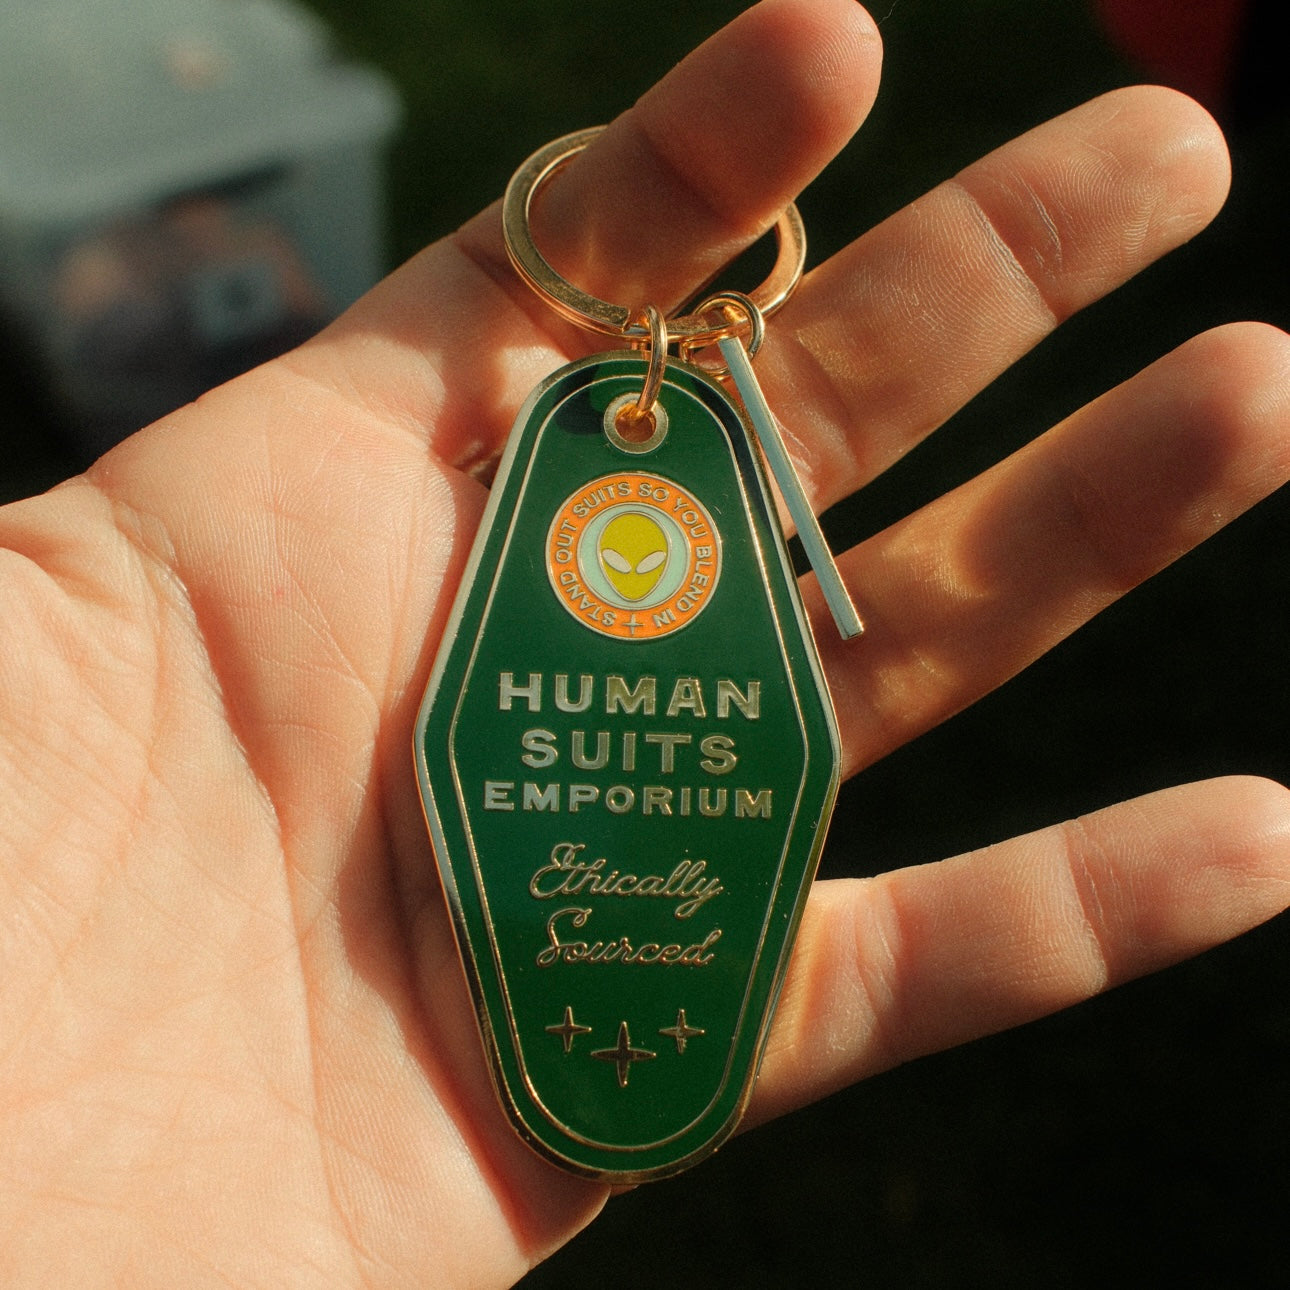 STAND OUT SUITS SO YOU BLEND IN
HUMAN
SUITS
EMPORIUM
Ethically
Sourced